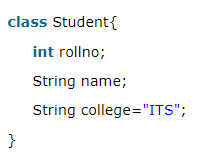 class Student{
int rollno;
String name;
String college="ITS";
}